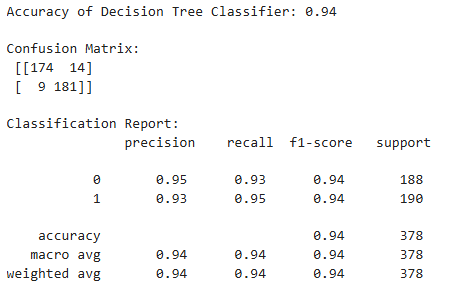 Accuracy of Decision Tree Classifier: 0.94
Confusion Matrix:
[[174  14]
[  9 181]]
Classification Report:
precision    recall  f1-score   support
0       0.95      0.93      0.94       188
1       0.93      0.95      0.94       190
accuracy                           0.94       378
macro avg       0.94      0.94      0.94       378
weighted avg       0.94      0.94      0.94       378